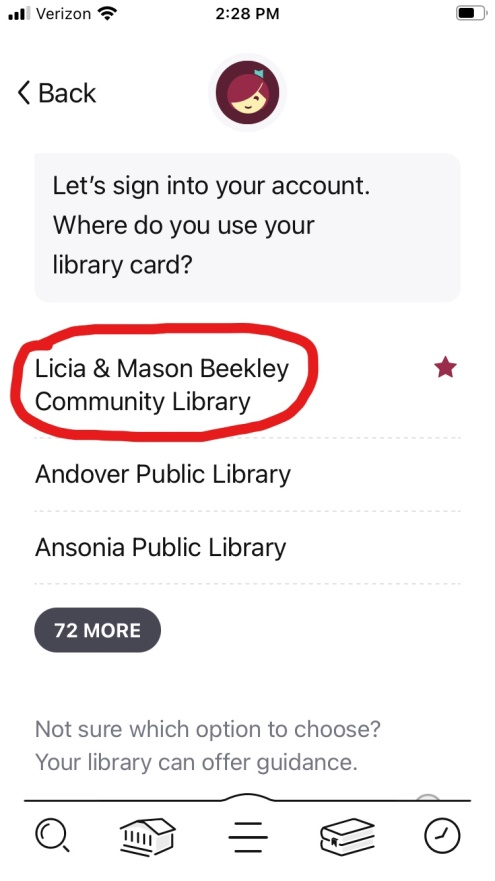 Verizon 2:28 PM
Back
Let’s sign into your account.
Where do you use your
library card?
Licia & Mason Beekley
Community Library
Andover Public Library
Ansonia Public Library
72 MORE
Not sure which option to choose?
Your library can offer guidance.